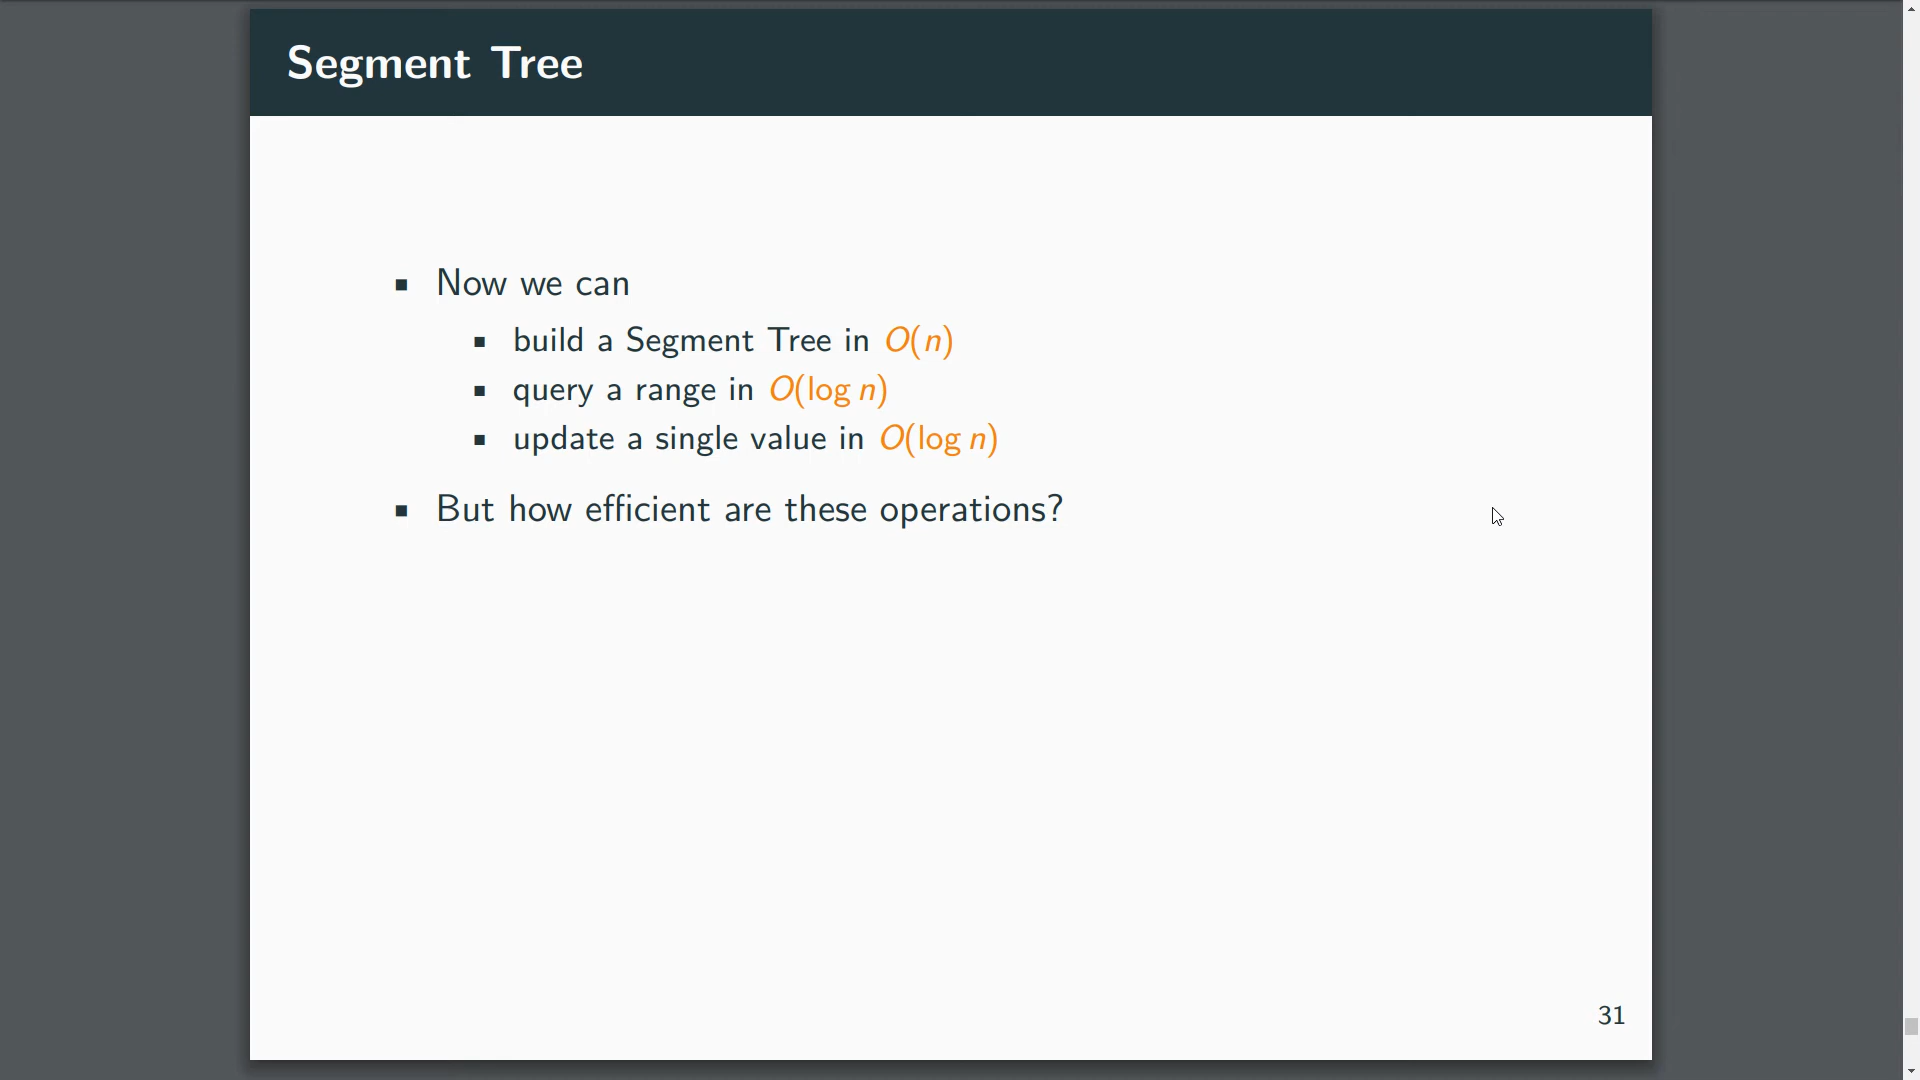 Segment Tree
Now we can
build a Segment Tree in O(n)
query a range in O(log n)
update a single value in O(log n)
But how efficient are these operations?
31